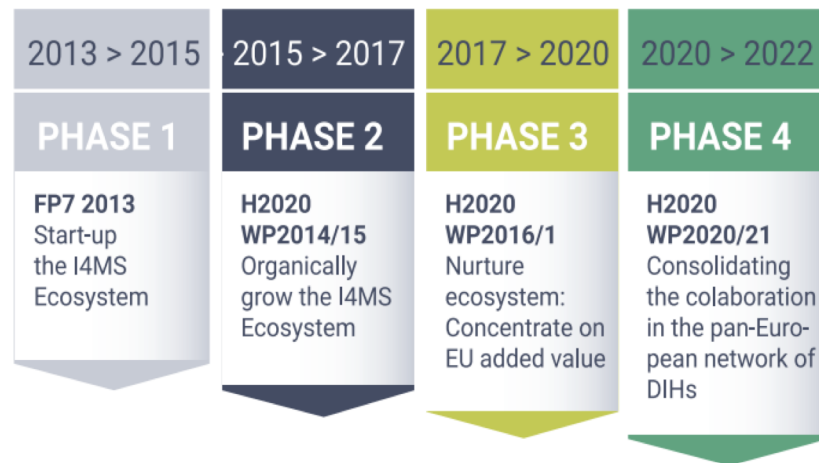 2013 > 2015
PHASE 1
FP7 2013
Start-up
the I4MS
Ecosystem
2015 > 2017
PHASE 2
H2020
WP2014/15
Organically
grow the I4MS
Ecosystem
2017 > 2020
PHASE 3
H2020
WP2016/1
Nurture
ecosystem:
Concentrate on
EU added value
2020 > 2022
PHASE 4
H2020
WP2020/21
Consolidating
the colaboration
in the pan-Euro-
pean network of
DIHs